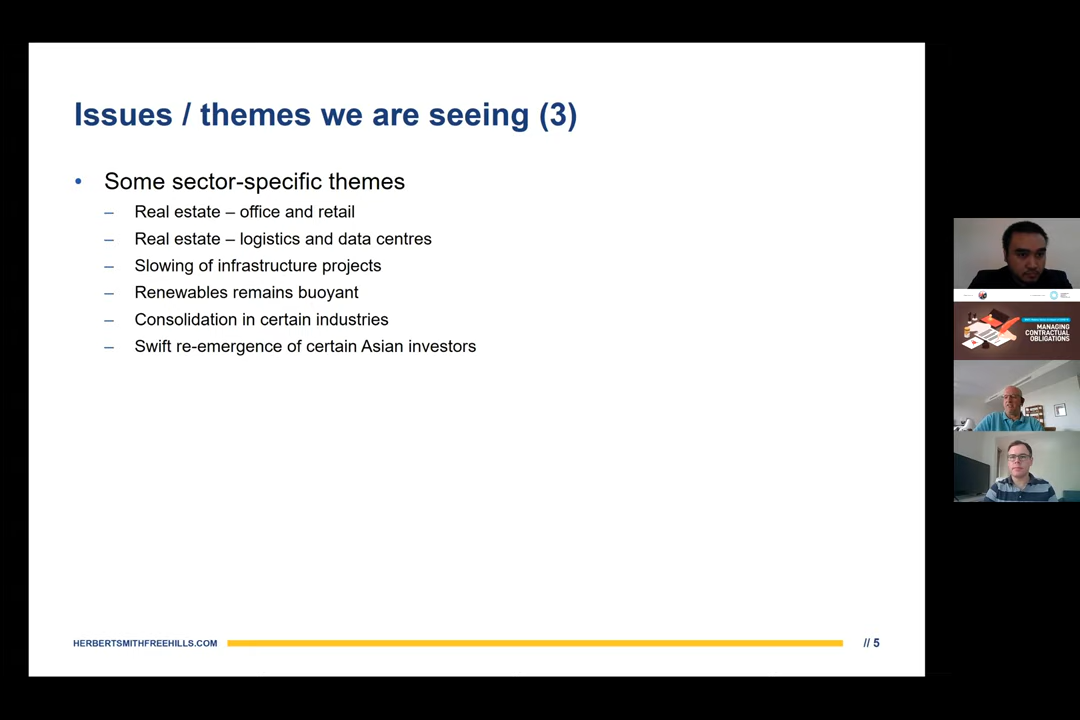 Issues / themes we are seeing (3)
• Some sector-specific themes
– Real estate – office and retail
– Real estate – logistics and data centres
– Slowing of infrastructure projects
– Renewables remains buoyant
– Consolidation in certain industries
– Swift re-emergence of certain Asian investors
HERBERTSMITHFREEHILLS.COM
// 5
MANAGING
CONTRACTUAL
OBLIGATIONS